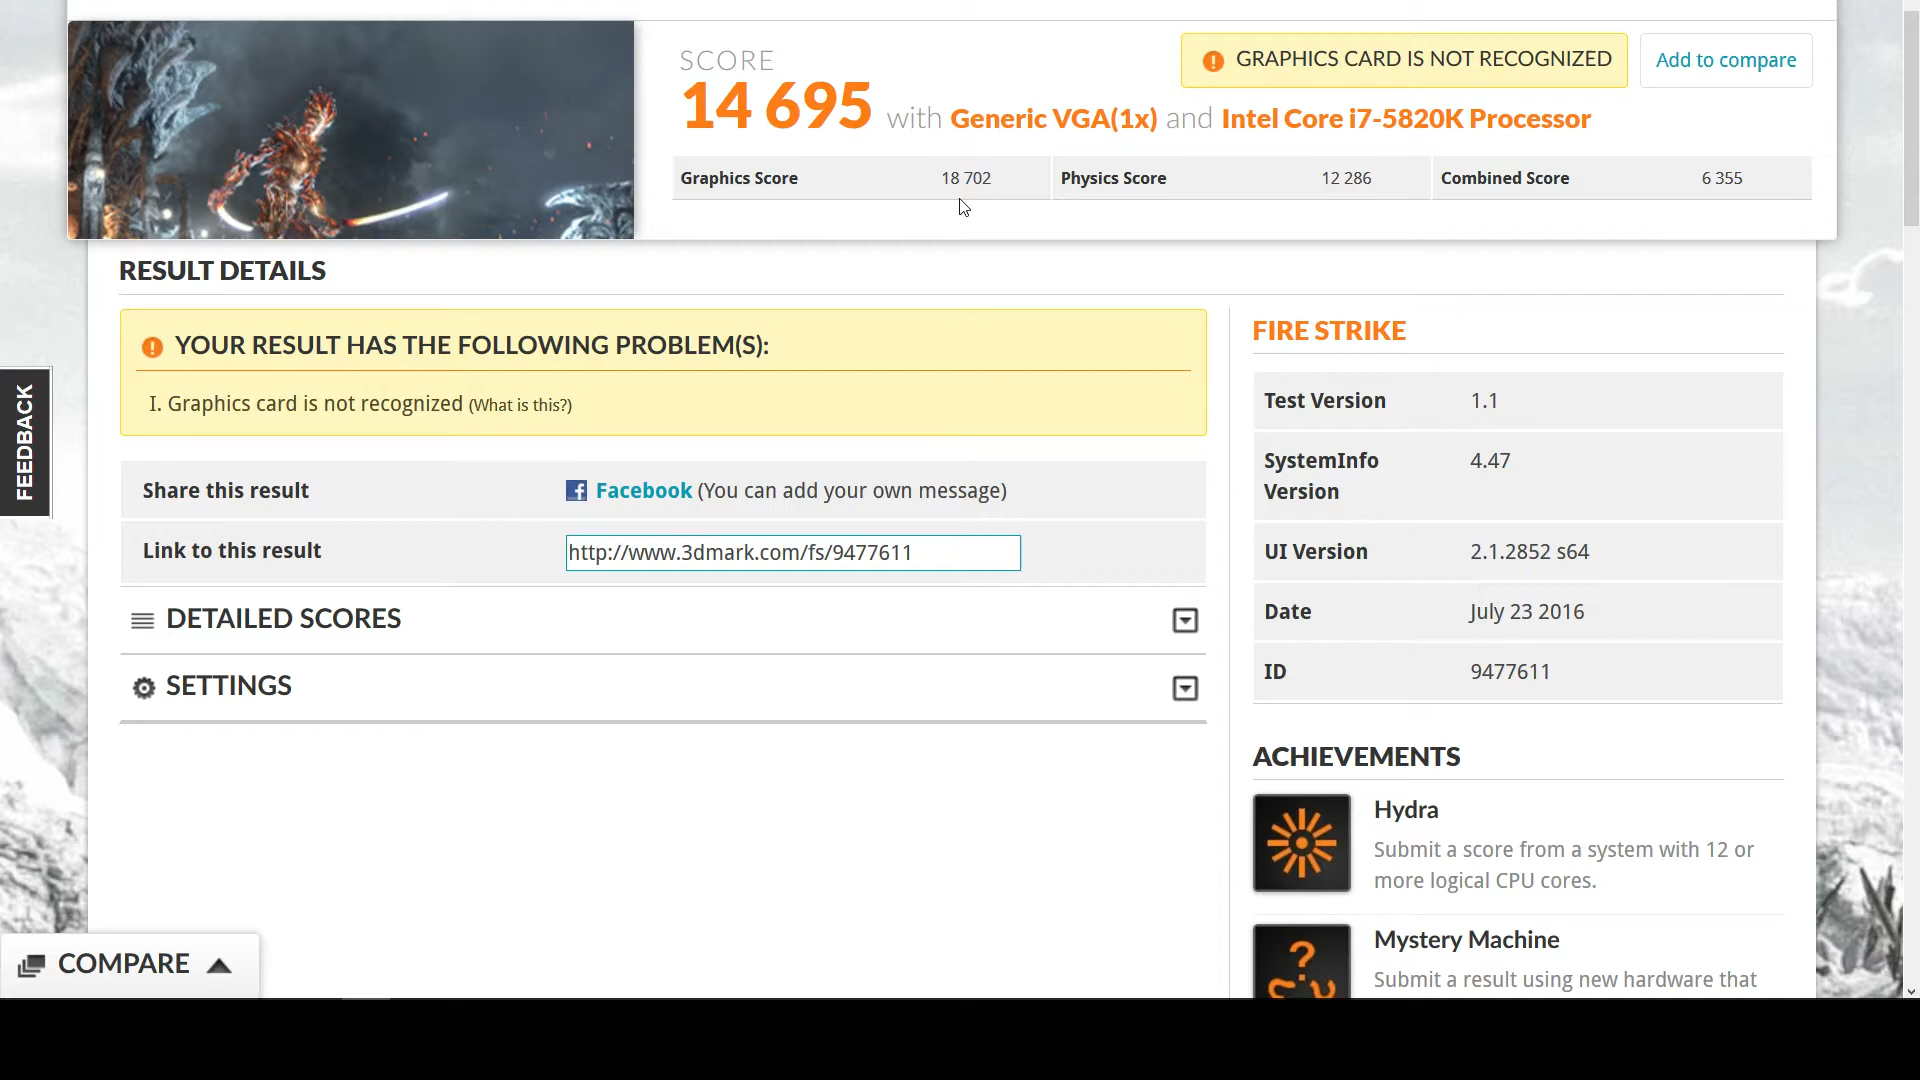 SCORE
14 695 with Generic VGA(1x) and Intel Core i7-5820K Processor
GRAPHICS CARD IS NOT RECOGNIZED
Add to compare
Graphics Score 18 702 Physics Score 12 286 Combined Score 6 355
RESULT DETAILS
YOUR RESULT HAS THE FOLLOWING PROBLEM(S):
I. Graphics card is not recognized (What is this?)
Share this result Facebook (You can add your own message)
Link to this result http://www.3dmark.com/fs/9477611
DETAILED SCORES
SETTINGS
FIRE STRIKE
Test Version 1.1
SystemInfo Version 4.47
UI Version 2.1.2852 s64
Date July 23 2016
ID 9477611
ACHIEVEMENTS
Hydra
Submit a score from a system with 12 or
more logical CPU cores.
Mystery Machine
Submit a result using new hardware that
FEEDBACK
COMPARE